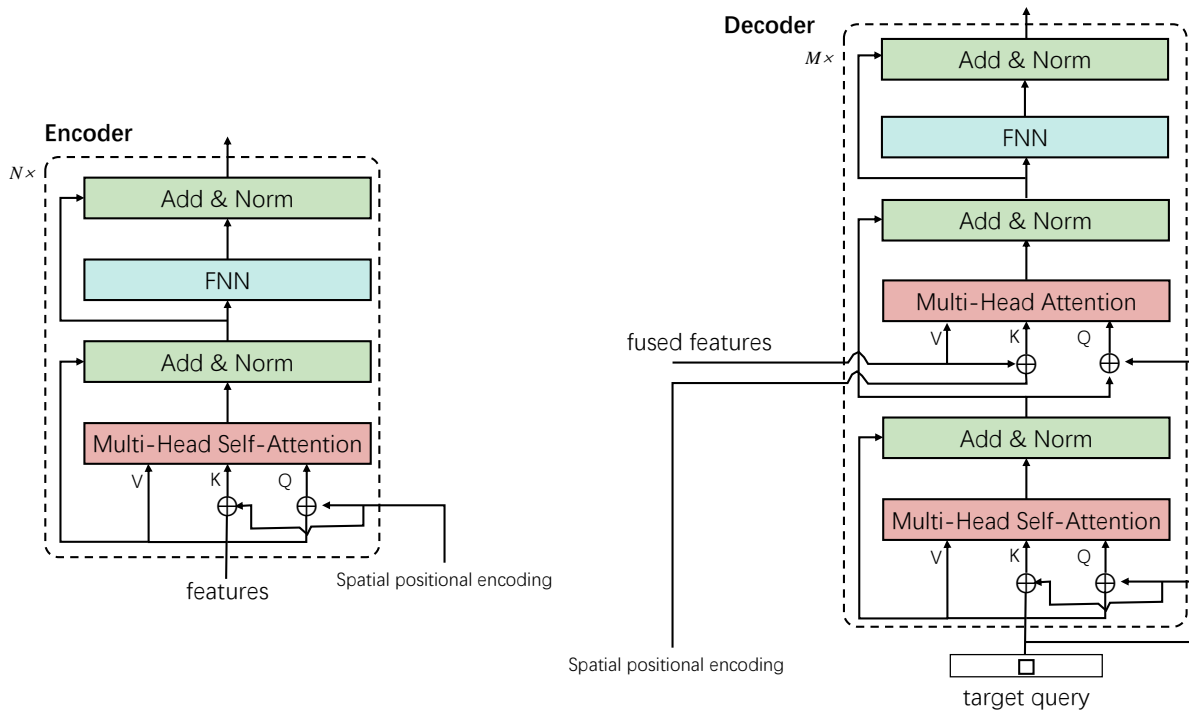 Encoder
N×
Add & Norm
FNN
Add & Norm
Multi-Head Self-Attention
V K Q
features
Spatial positional encoding
Decoder
M×
Add & Norm
FNN
Add & Norm
Multi-Head Attention
V K Q
fused features
Add & Norm
Multi-Head Self-Attention
V K Q
Spatial positional encoding
target query